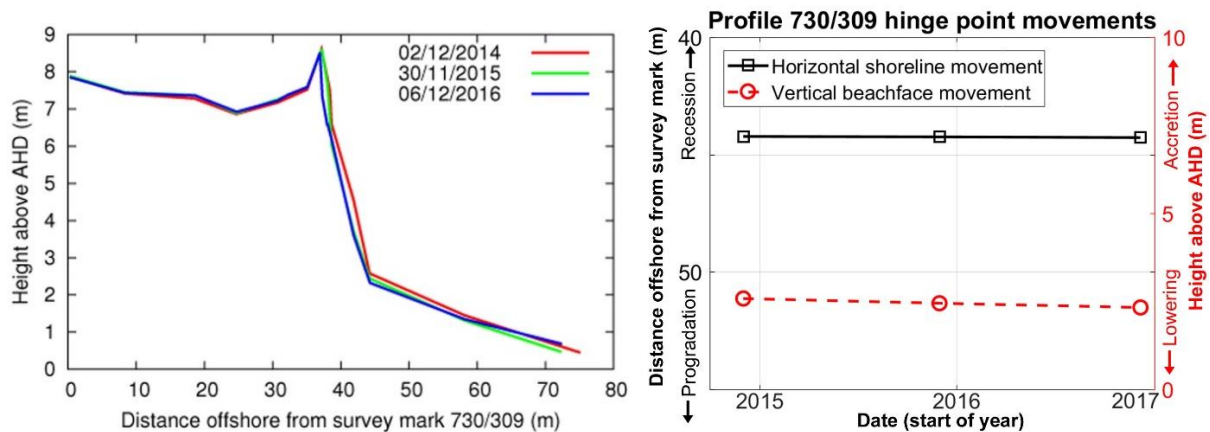 9
8
7
6
5
4
3
2
1
0
Height above AHD (m)
02/12/2014
30/11/2015
06/12/2016
0 10 20 30 40 50 60 70 80
Distance offshore from survey mark 730/309 (m)
Profile 730/309 hinge point movements
Distance offshore from survey mark (m)
Recession
Progradation
40
50
Horizontal shoreline movement
Vertical beachface movement
2015 2016 2017
Date (start of year)
10
5
0
Accretion
Lowering
Height above AHD (m)